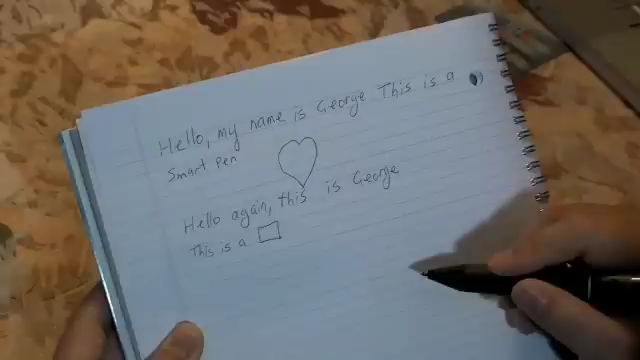 Hello, my name is George This is a
Smart Pen
Hello again, this is George
This is a